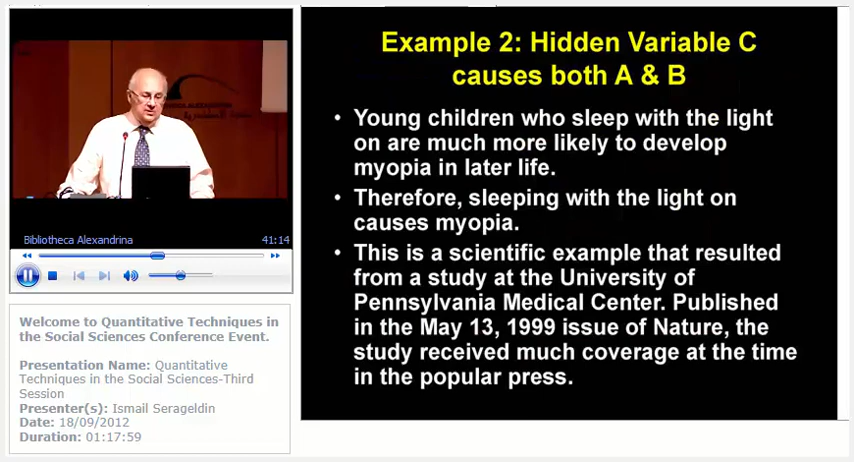 Example 2: Hidden Variable C
causes both A & B
• Young children who sleep with the light
on are much more likely to develop
myopia in later life.
• Therefore, sleeping with the light on
causes myopia.
• This is a scientific example that resulted
from a study at the University of
Pennsylvania Medical Center. Published
in the May 13, 1999 issue of Nature, the
study received much coverage at the time
in the popular press.
Bibliotheca Alexandrina 41:14
Welcome to Quantitative Techniques in
the Social Sciences Conference Event.
Presentation Name: Quantitative
Techniques in the Social Sciences-Third
Session
Presenter(s): Ismail Serageldin
Date: 18/09/2012
Duration: 01:17:59